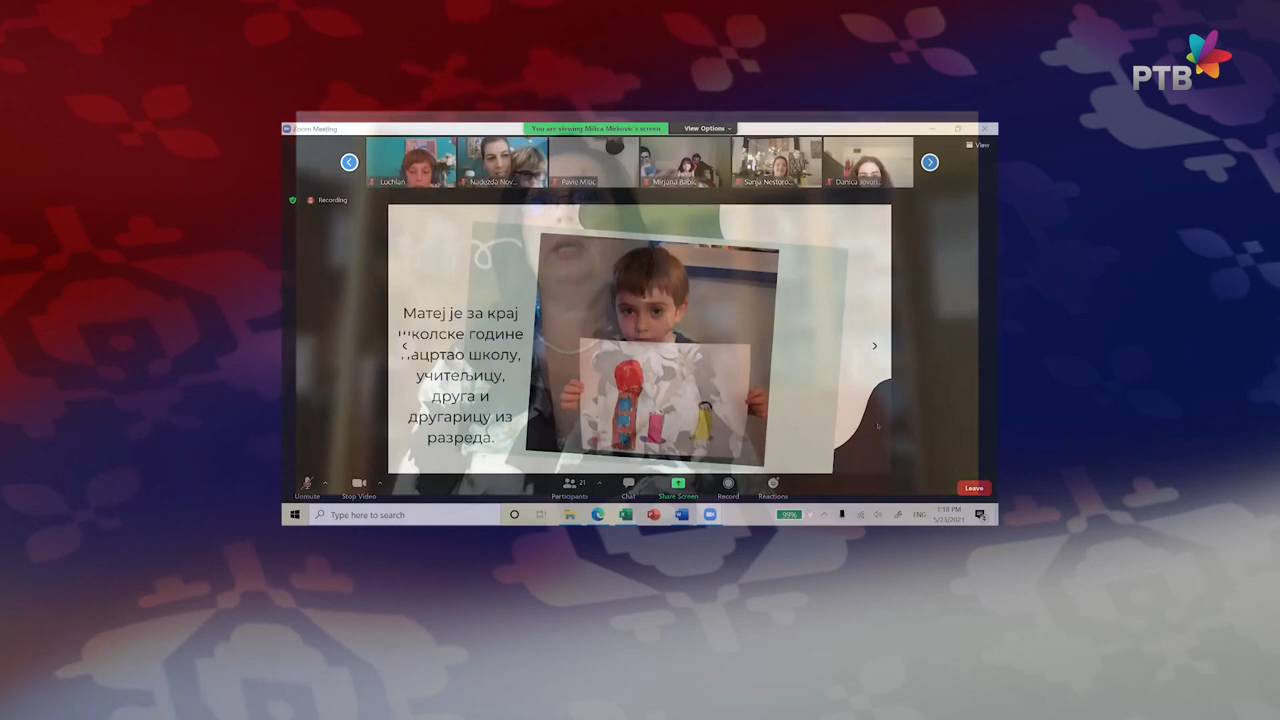 РТВ
Zoom Meeting
You are viewing Milica Mirkovic's screen
View Options
View
Lochlan
Nadezda Nov...
Pavle Mitic
Mirjana Babic
Sanja Nestoro...
Danica Jovan...
Recording
Матеј је за крај
школске године
нацртао школу,
учитељицу,
друга и
другарицу из
разреда.
Unmute
Stop Video
21
Participants
Chat
Share Screen
Record
Reactions
Leave
Type here to search
99%
ENG
1:18 PM
5/23/2021